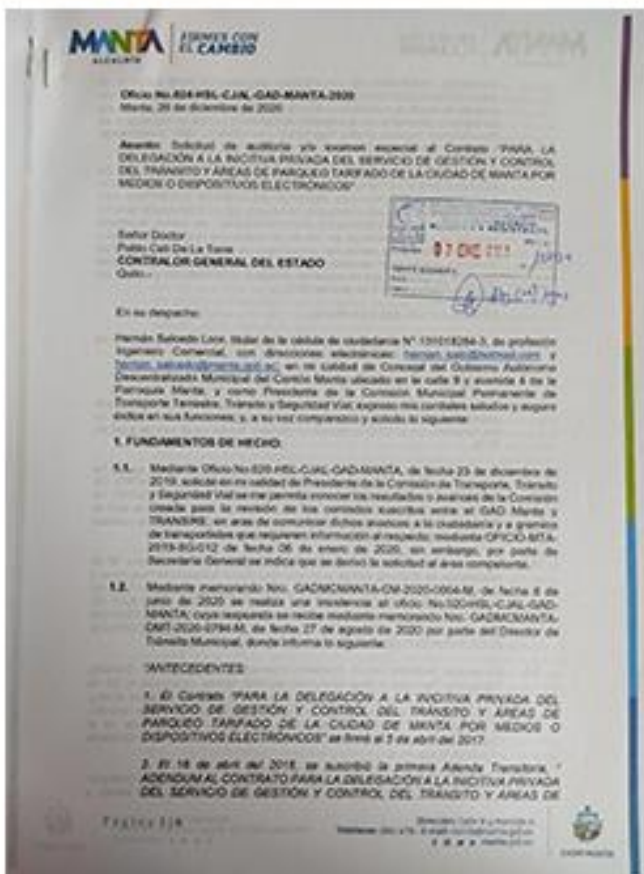 MANTA
ALCALDÍA
FIRMES CON
EL CAMBIO
Oficio No.024-HSL-CJAL-GAD-MANTA-2020
Manta, de diciembre de 2020
Asunto: Solicitud de auditoría y/o examen especial al Contrato "PARA LA
DELEGACIÓN A LA INICITIVA PRIVADA DEL SERVICIO DE GESTIÓN Y CONTROL
DEL TRÁNSITO Y ÁREAS DE PARQUEO TARIFADO DE LA CIUDAD DE MANTA POR
MEDIOS O DISPOSITIVOS ELECTRÓNICOS"
Señor Doctor
Pablo Celi De La Torre
CONTRALOR GENERAL DEL ESTADO
Quito.-
07 ENE
En su despacho:
Hernán Salcedo Loor, titular de la cédula de ciudadanía N° de profesión
Ingeniero Comercial, con direcciones electrónicas: y
en mi calidad de Concejal del Gobierno Autónomo
Descentralizado Municipal del Cantón Manta ubicado en la calle 9 y avenida 4 de la
Parroquia Manta, y como Presidente de la Comisión Municipal Permanente de
Transporte Terrestre, Tránsito y Seguridad Vial, expreso mis cordiales saludos y auguro
éxitos en sus funciones; y, a su vez comparezco y solicito lo siguiente:
1. FUNDAMENTOS DE HECHO:
1.1. Mediante Oficio No.020-HSL-CJAL-GAD-MANTA, de fecha 23 de diciembre de
2019, solicité en mi calidad de Presidente de la Comisión de Transporte, Tránsito
y Seguridad Vial se me permita conocer los resultados o avances de la Comisión
creada para la revisión de los contratos suscritos entre el GAD Manta y
en aras de comunicar dichos avances a la ciudadanía y a gremios
de transportistas que requieren información al respecto; mediante OFICIO-MTA-
2019-SG-012 de fecha 06 de enero de 2020, sin embargo, por parte de
Secretaría General se indica que se derivó la solicitud al área competente.
1.2. Mediante memorando Nro. GADMCMANTA-CM-2020-0004-M, de fecha 8 de
junio de 2020 se realiza una insistencia al oficio No.020-HSL-CJAL-GAD-
MANTA; cuya respuesta se recibe mediante memorando Nro. GADMCMANTA-
DMT-2020-0794-M, de fecha 27 de agosto de 2020 por parte del Director de
Tránsito Municipal, donde informa lo siguiente:
"ANTECEDENTES:
1. El Contrato "PARA LA DELEGACIÓN A LA INICITIVA PRIVADA DEL
SERVICIO DE GESTIÓN Y CONTROL DEL TRÁNSITO Y ÁREAS DE
PARQUEO TARIFADO DE LA CIUDAD DE MANTA POR MEDIOS O
DISPOSITIVOS ELECTRÓNICOS" se firmó el 5 de abril del 2017.
2. El 16 de abril del 2018, se suscribió la primera Adenda Transitoria, "
ADENDUM AL CONTRATO PARA LA DELEGACIÓN A LA INICITIVA PRIVADA
DEL SERVICIO DE GESTIÓN Y CONTROL DEL TRÁNSITO Y ÁREAS DE